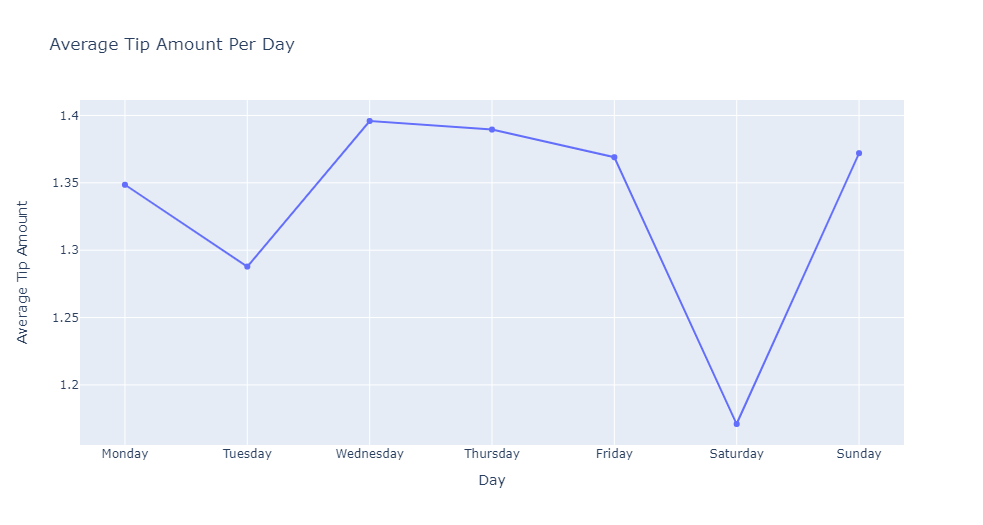 Average Tip Amount Per Day
1.4
1.35
1.3
1.25
1.2
Average Tip Amount
Monday Tuesday Wednesday Thursday Friday Saturday Sunday
Day